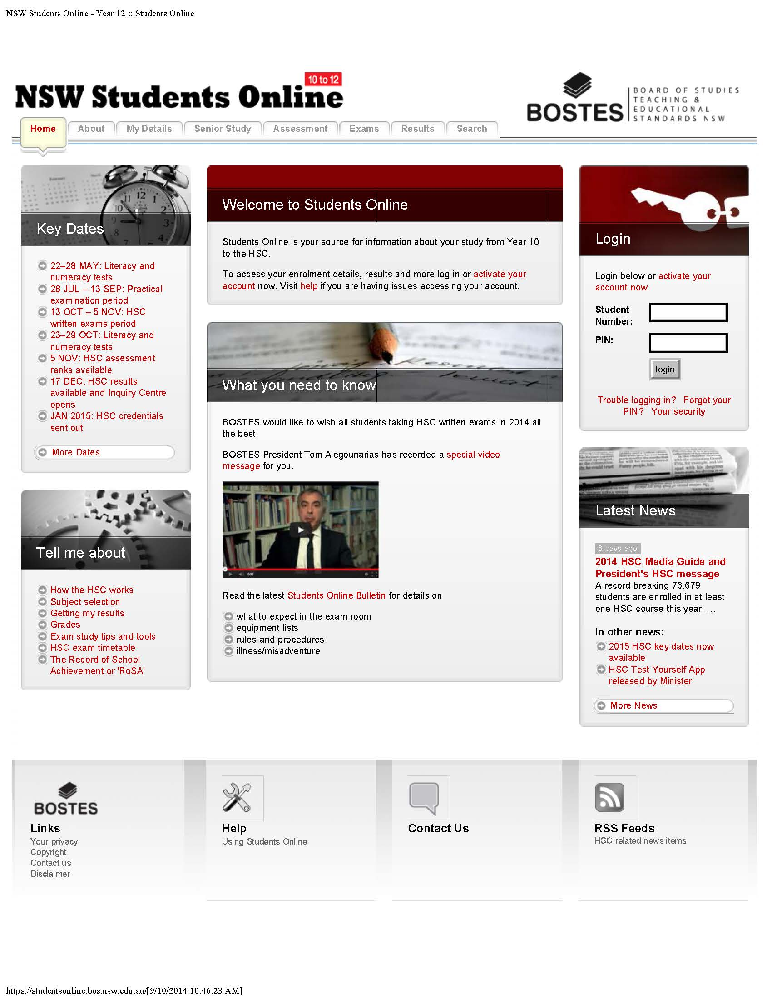 NSW Students Online - Year 12 :: Students Online
10 to 12
NSW Students Online
BOSTES
BOARD OF STUDIES
TEACHING &
EDUCATIONAL
STANDARDS NSW
Home
About
My Details
Senior Study
Assessment
Exams
Results
Search
Key Dates
22–28 MAY: Literacy and
numeracy tests
28 JUL – 13 SEP: Practical
examination period
13 OCT – 5 NOV: HSC
written exams period
23–29 OCT: Literacy and
numeracy tests
5 NOV: HSC assessment
ranks available
17 DEC: HSC results
available and Inquiry Centre
opens
JAN 2015: HSC credentials
sent out
More Dates
Tell me about
How the HSC works
Subject selection
Getting my results
Grades
Exam study tips and tools
HSC exam timetable
The Record of School
Achievement or 'RoSA'
Welcome to Students Online
Students Online is your source for information about your study from Year 10
to the HSC.
To access your enrolment details, results and more log in or activate your
account now. Visit help if you are having issues accessing your account.
What you need to know
BOSTES would like to wish all students taking HSC written exams in 2014 all
the best.
BOSTES President Tom Alegounarias has recorded a special video
message for you.
0:00
Read the latest Students Online Bulletin for details on
what to expect in the exam room
equipment lists
rules and procedures
illness/misadventure
Login
Login below or activate your
account now
Student
Number:
PIN:
login
Trouble logging in? Forgot your
PIN? Your security
Latest News
6 days ago
2014 HSC Media Guide and
President's HSC message
A record breaking 76,679
students are enrolled in at least
one HSC course this year. ...
In other news:
2015 HSC key dates now
available
HSC Test Yourself App
released by Minister
More News
BOSTES
Links
Your privacy
Copyright
Contact us
Disclaimer
Help
Using Students Online
Contact Us
RSS Feeds
HSC related news items
https://studentsonline.bos.nsw.edu.au/[9/10/2014 10:46:23 AM]